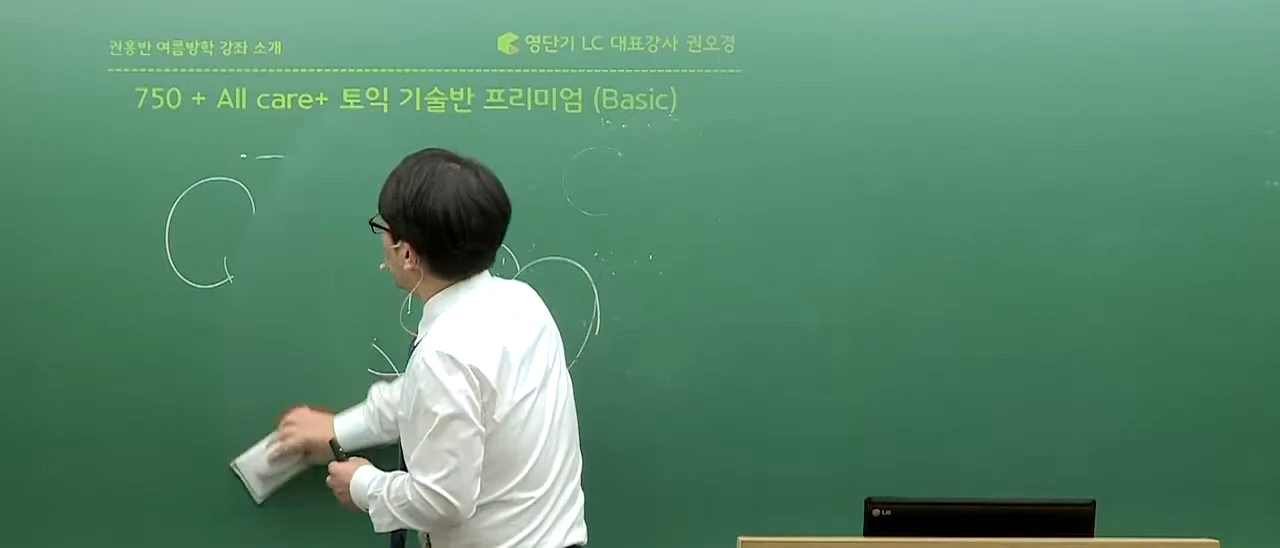 권홍반 여름방학 강좌 소개
영단기 LC 대표강사 권오경
750 + All care+ 토익 기술반 프리미엄 (Basic)
LG